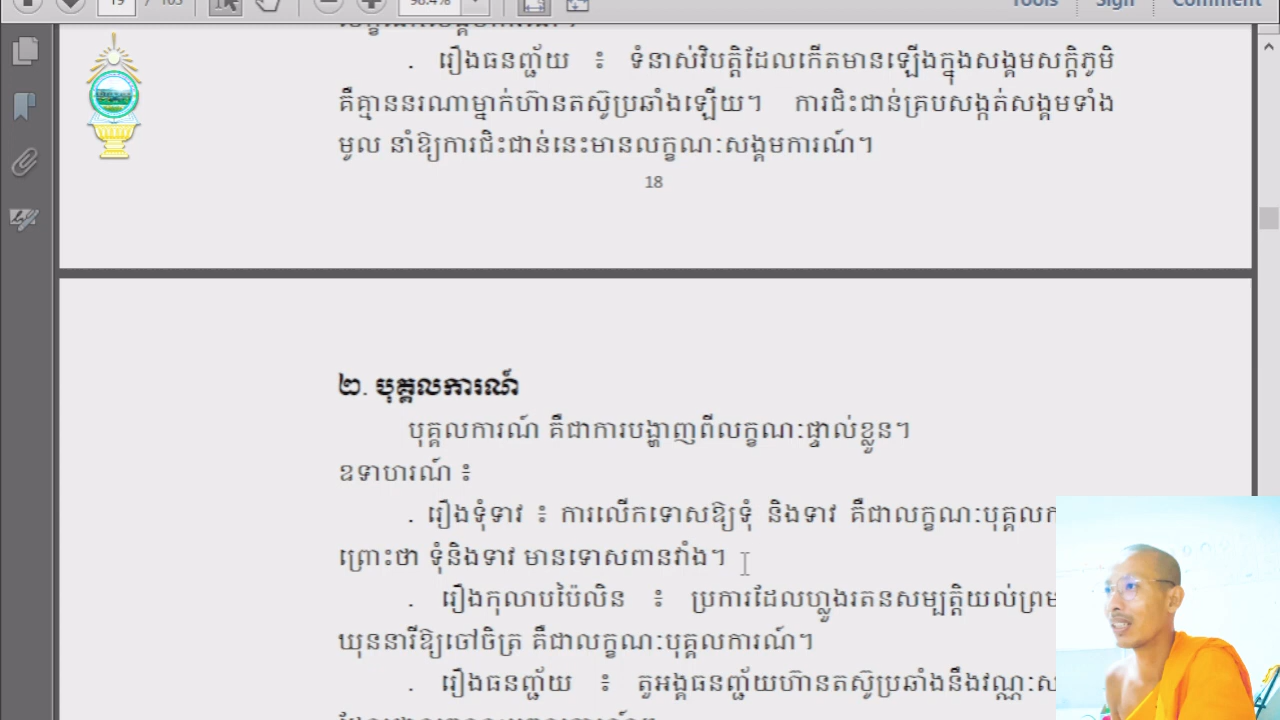 19 / 103 98.4% Tools Sign Comment
. រឿងធនញ្ជ័យ ៖ ទំនាស់វិបត្តិដែលកើតមានឡើងក្នុងសង្គមសក្ដិភូមិ
គឺគ្មាននរណាម្នាក់ហ៊ានតស៊ូប្រឆាំងឡើយ។ ការជិះជាន់គ្របសង្កត់សង្គមទាំង
មូល នាំឱ្យការជិះជាន់នេះមានលក្ខណៈសង្គមការណ៍។
18
២. បុគ្គលការណ៍
បុគ្គលការណ៍ គឺជាការបង្ហាញពីលក្ខណៈផ្ទាល់ខ្លួន។
ឧទាហរណ៍ ៖
. រឿងទុំទាវ ៖ ការលើកទោសឱ្យទុំ និងទាវ គឺជាលក្ខណៈបុគ្គលក
ព្រោះថា ទុំនិងទាវ មានទោសពានវាំង។
. រឿងកុលាបប៉ៃលិន ៖ ប្រការដែលហ្លួងរតនសម្បត្តិយល់ព្រម
ឃុននារីឱ្យចៅចិត្រ គឺជាលក្ខណៈបុគ្គលការណ៍។
. រឿងធនញ្ជ័យ ៖ តួអង្គធនញ្ជ័យហ៊ានតស៊ូប្រឆាំងនឹងវណ្ណៈស